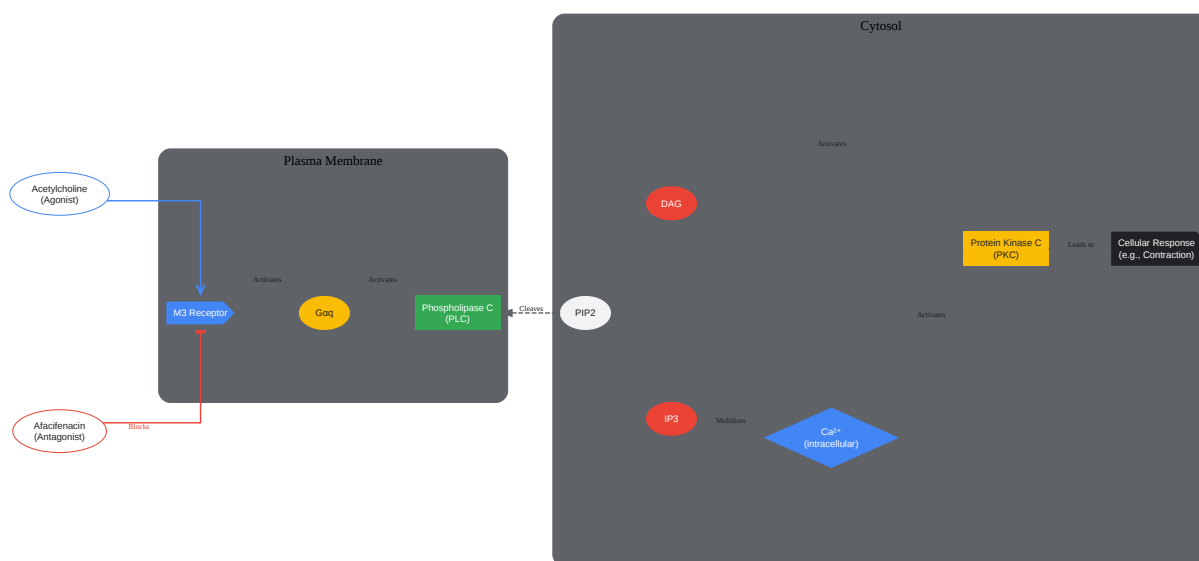 Cytosol
Activates
Plasma Membrane
Acetylcholine
(Agonist)
DAG
Protein Kinase C
(PKC)
Leads to
Cellular Response
(e.g., Contraction)
Activates
Activates
M3 Receptor
Gαq
Phospholipase C
(PLC)
Cleaves
PIP2
Activates
Afacifenacin
(Antagonist)
Blocks
IP3
Mobilizes
Ca²⁺
(intracellular)